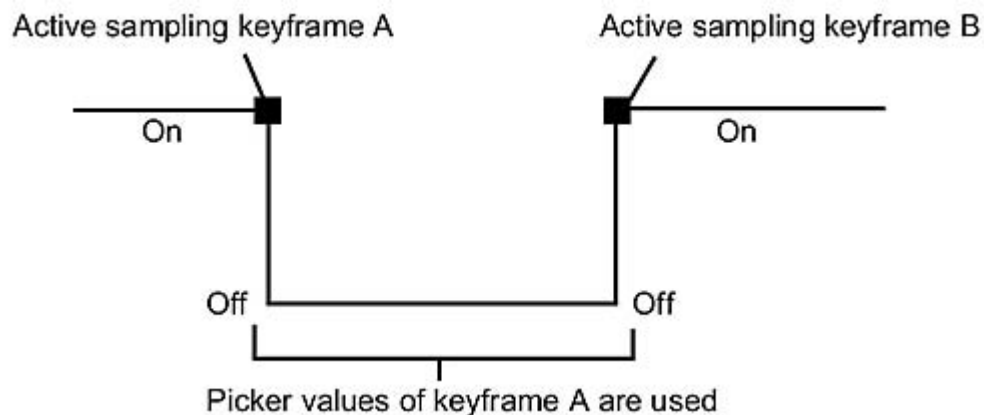 Active sampling keyframe A
Active sampling keyframe B
On
On
Off
Off
Picker values of keyframe A are used